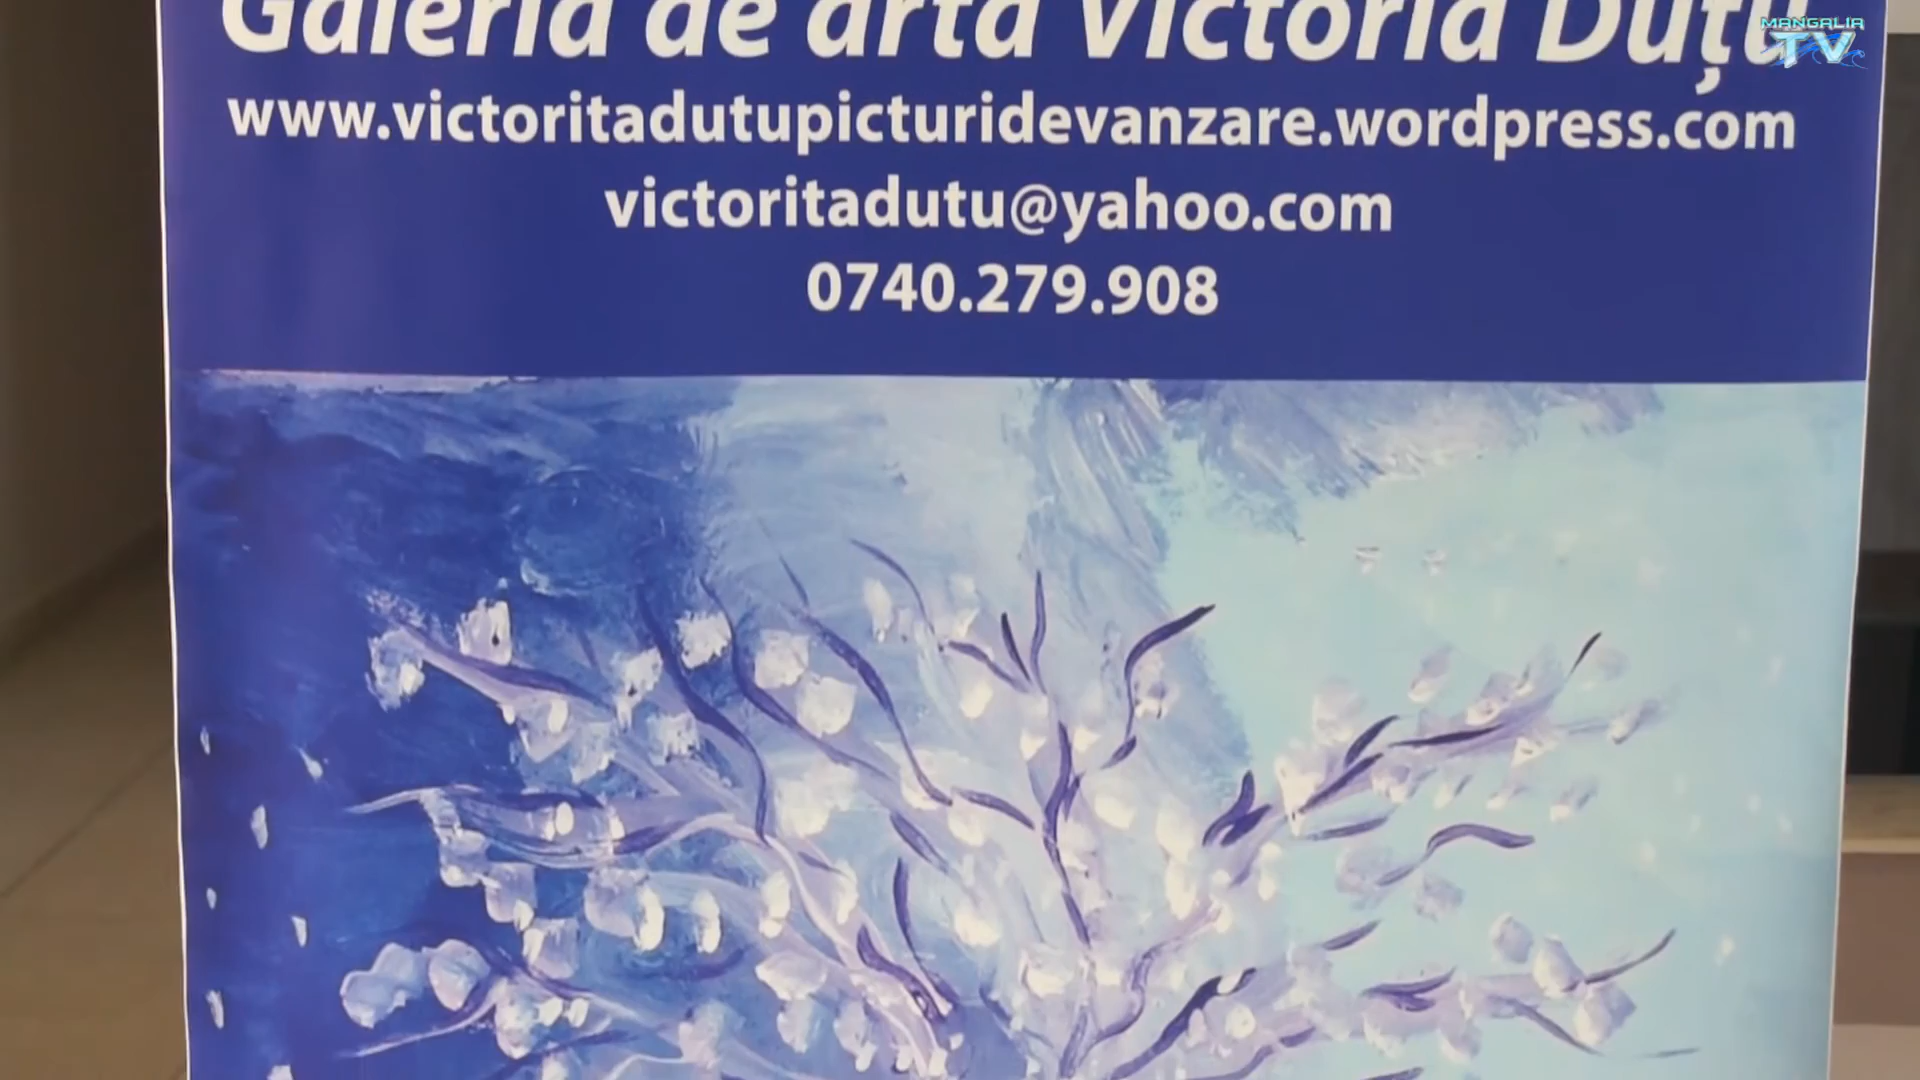 Galeria de artă Victoria Duțu
www.victoritadutupicturidevanzare.wordpress.com
victoritadutu@yahoo.com
0740.279.908
MANGALIA
TV